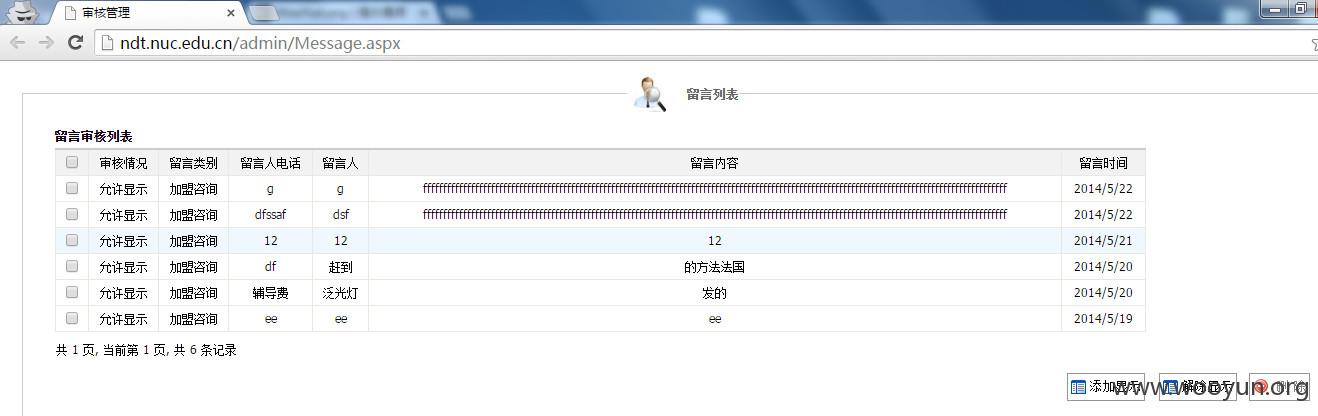 审核管理
ndt.nuc.edu.cn/admin/Message.aspx
留言列表
留言审核列表
审核情况 留言类别 留言人电话 留言人 留言内容 留言时间
允许显示 加盟咨询 g g 2014/5/22
允许显示 加盟咨询 dfssaf dsf 2014/5/22
允许显示 加盟咨询 12 12 12 2014/5/21
允许显示 加盟咨询 df 赶到 的方法法国 2014/5/20
允许显示 加盟咨询 辅导费 泛光灯 发的 2014/5/20
允许显示 加盟咨询 ee ee ee 2014/5/19
共 1 页, 当前第 1 页, 共 6 条记录
添加显示 解除显示 删除
www.wooyun.org